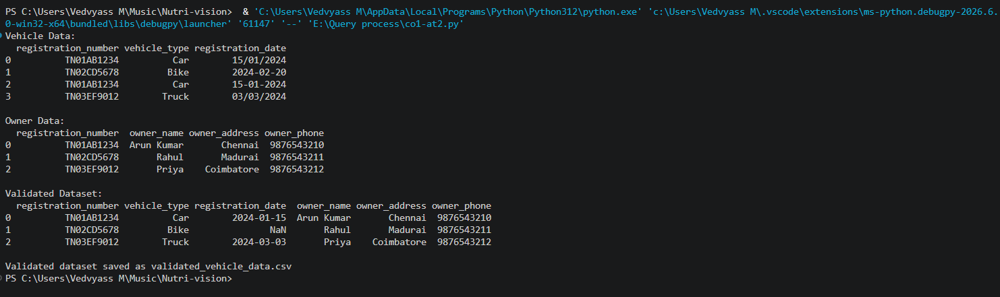 PS C:\Users\Vedvyass M\Music\Nutri-vision>  & 'C:\Users\Vedvyass M\AppData\Local\Programs\Python\Python312\python.exe' 'c:\Users\Vedvyass M\.vscode\extensions\ms-python.debugpy-2026.6.
0-win32-x64\bundled\libs\debugpy\launcher' '61147' '--' 'E:\Query process\co1-at2.py'
Vehicle Data:
  registration_number vehicle_type registration_date
0          TN01AB1234          Car        15/01/2024
1          TN02CD5678         Bike        2024-02-20
2          TN01AB1234          Car        15-01-2024
3          TN03EF9012        Truck        03/03/2024

Owner Data:
  registration_number  owner_name owner_address owner_phone
0          TN01AB1234  Arun Kumar       Chennai  9876543210
1          TN02CD5678       Rahul       Madurai  9876543211
2          TN03EF9012       Priya    Coimbatore  9876543212

Validated Dataset:
  registration_number vehicle_type registration_date  owner_name owner_address owner_phone
0          TN01AB1234          Car        2024-01-15  Arun Kumar       Chennai  9876543210
1          TN02CD5678         Bike               NaN       Rahul       Madurai  9876543211
2          TN03EF9012        Truck        2024-03-03       Priya    Coimbatore  9876543212

Validated dataset saved as validated_vehicle_data.csv
PS C:\Users\Vedvyass M\Music\Nutri-vision>